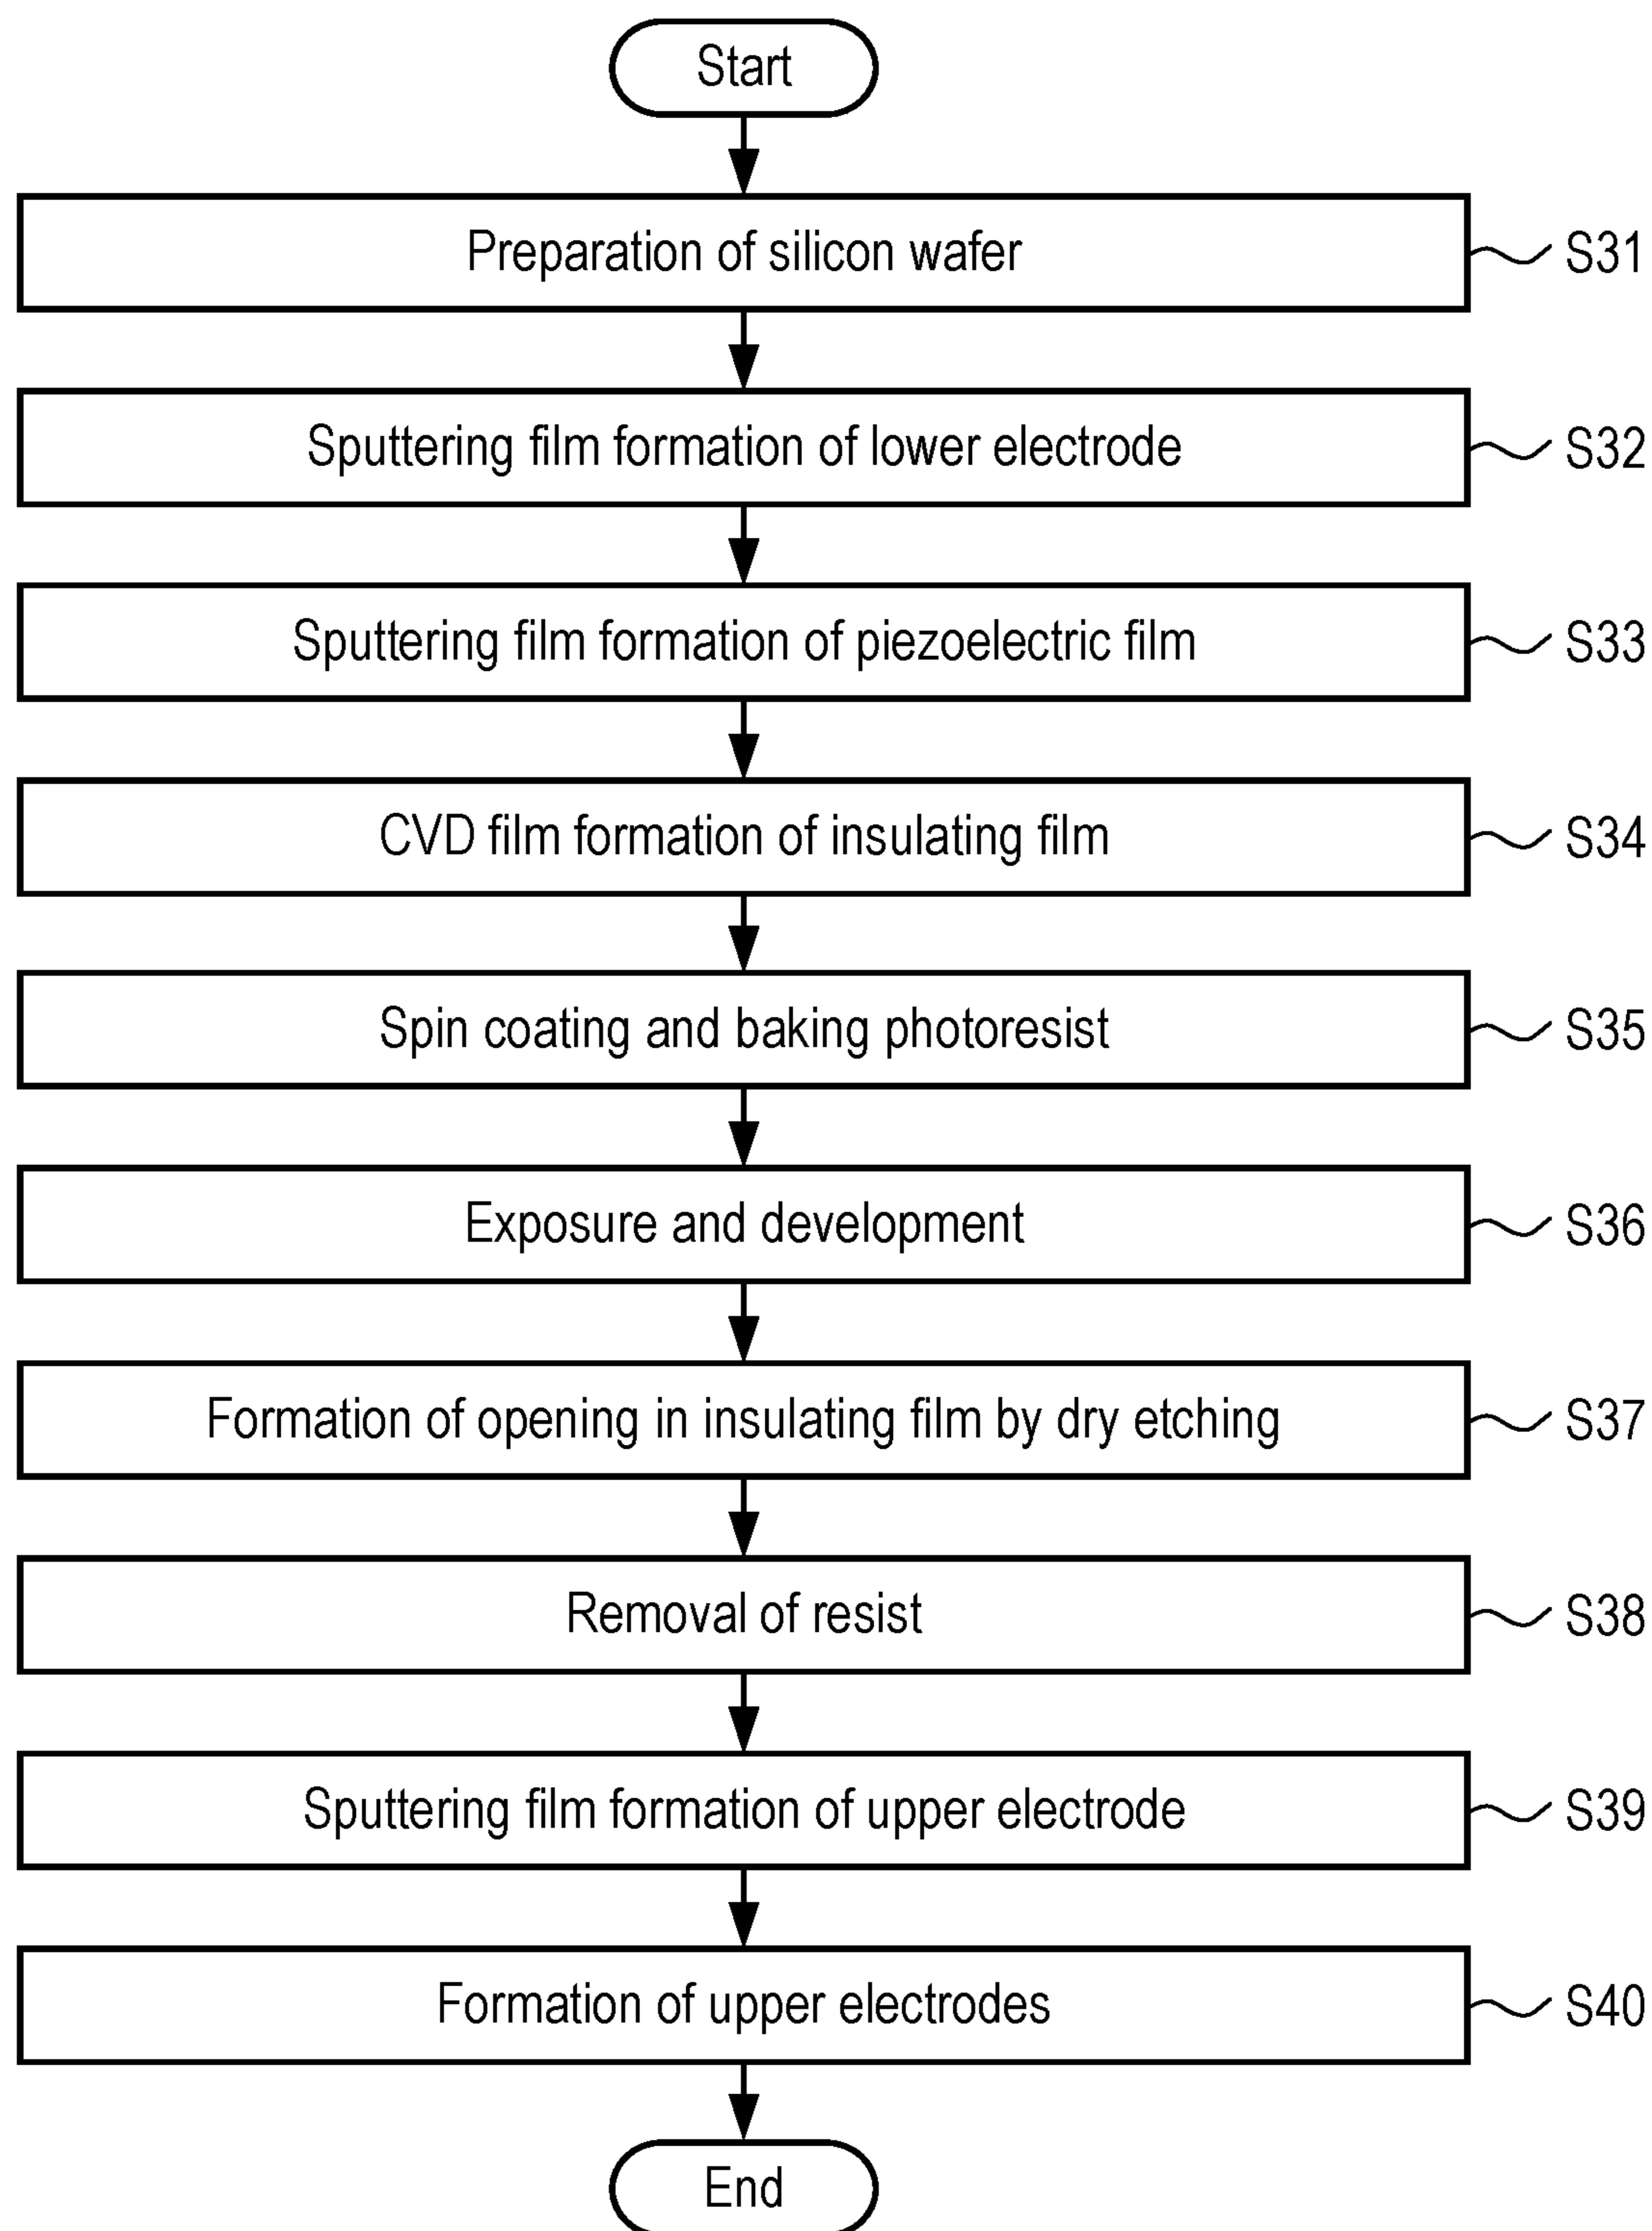 Start
Preparation of silicon wafer
S31
Sputtering film formation of lower electrode
S32
Sputtering film formation of piezoelectric film
S33
CVD film formation of insulating film
S34
Spin coating and baking photoresist
S35
Exposure and development
S36
Formation of opening in insulating film by dry etching
S37
Removal of resist
S38
Sputtering film formation of upper electrode
S39
Formation of upper electrodes
S40
End